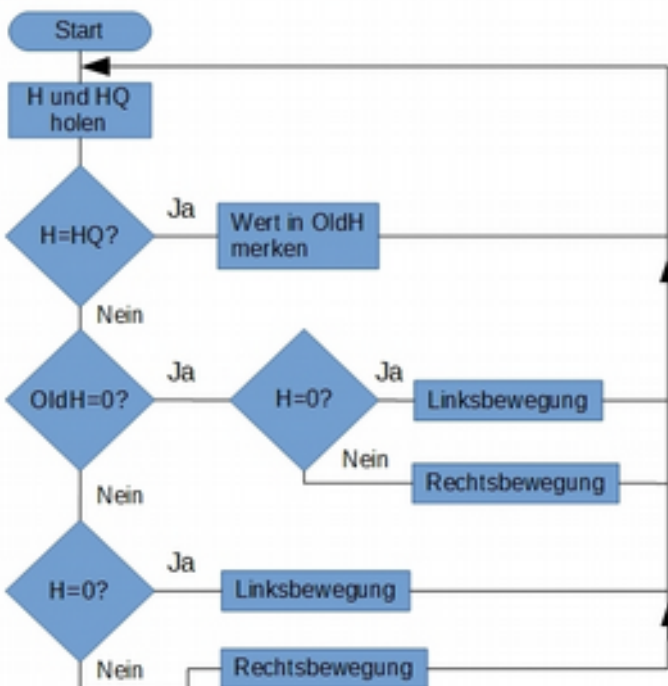 Start
H und HQ
holen
H=HQ?
Ja
Wert in OldH
merken
Nein
OldH=0?
Ja
H=0?
Ja
Linksbewegung
Nein
Rechtsbewegung
Nein
H=0?
Ja
Linksbewegung
Nein
Rechtsbewegung